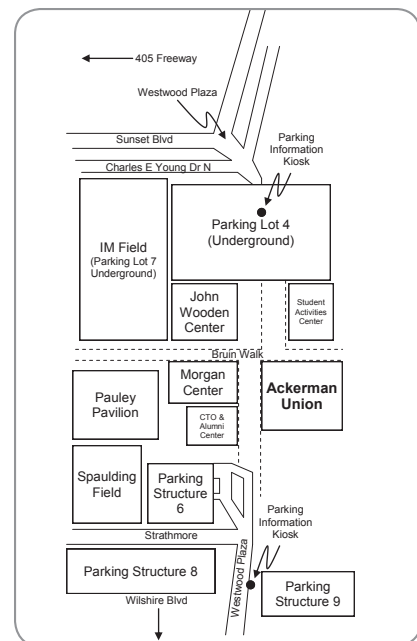 405 Freeway
Westwood Plaza
Sunset Blvd
Parking
Information
Kiosk
Charles E Young Dr N
IM Field
(Parking Lot 7
Underground)
Parking Lot 4
(Underground)
John
Wooden
Center
Student
Activities
Center
Bruin Walk
Pauley
Pavilion
Morgan
Center
Ackerman
Union
CTO &
Alumni
Center
Spaulding
Field
Parking
Structure
6
Parking
Information
Kiosk
Strathmore
Westwood Plaza
Parking Structure 8
Parking
Structure 9
Wilshire Blvd